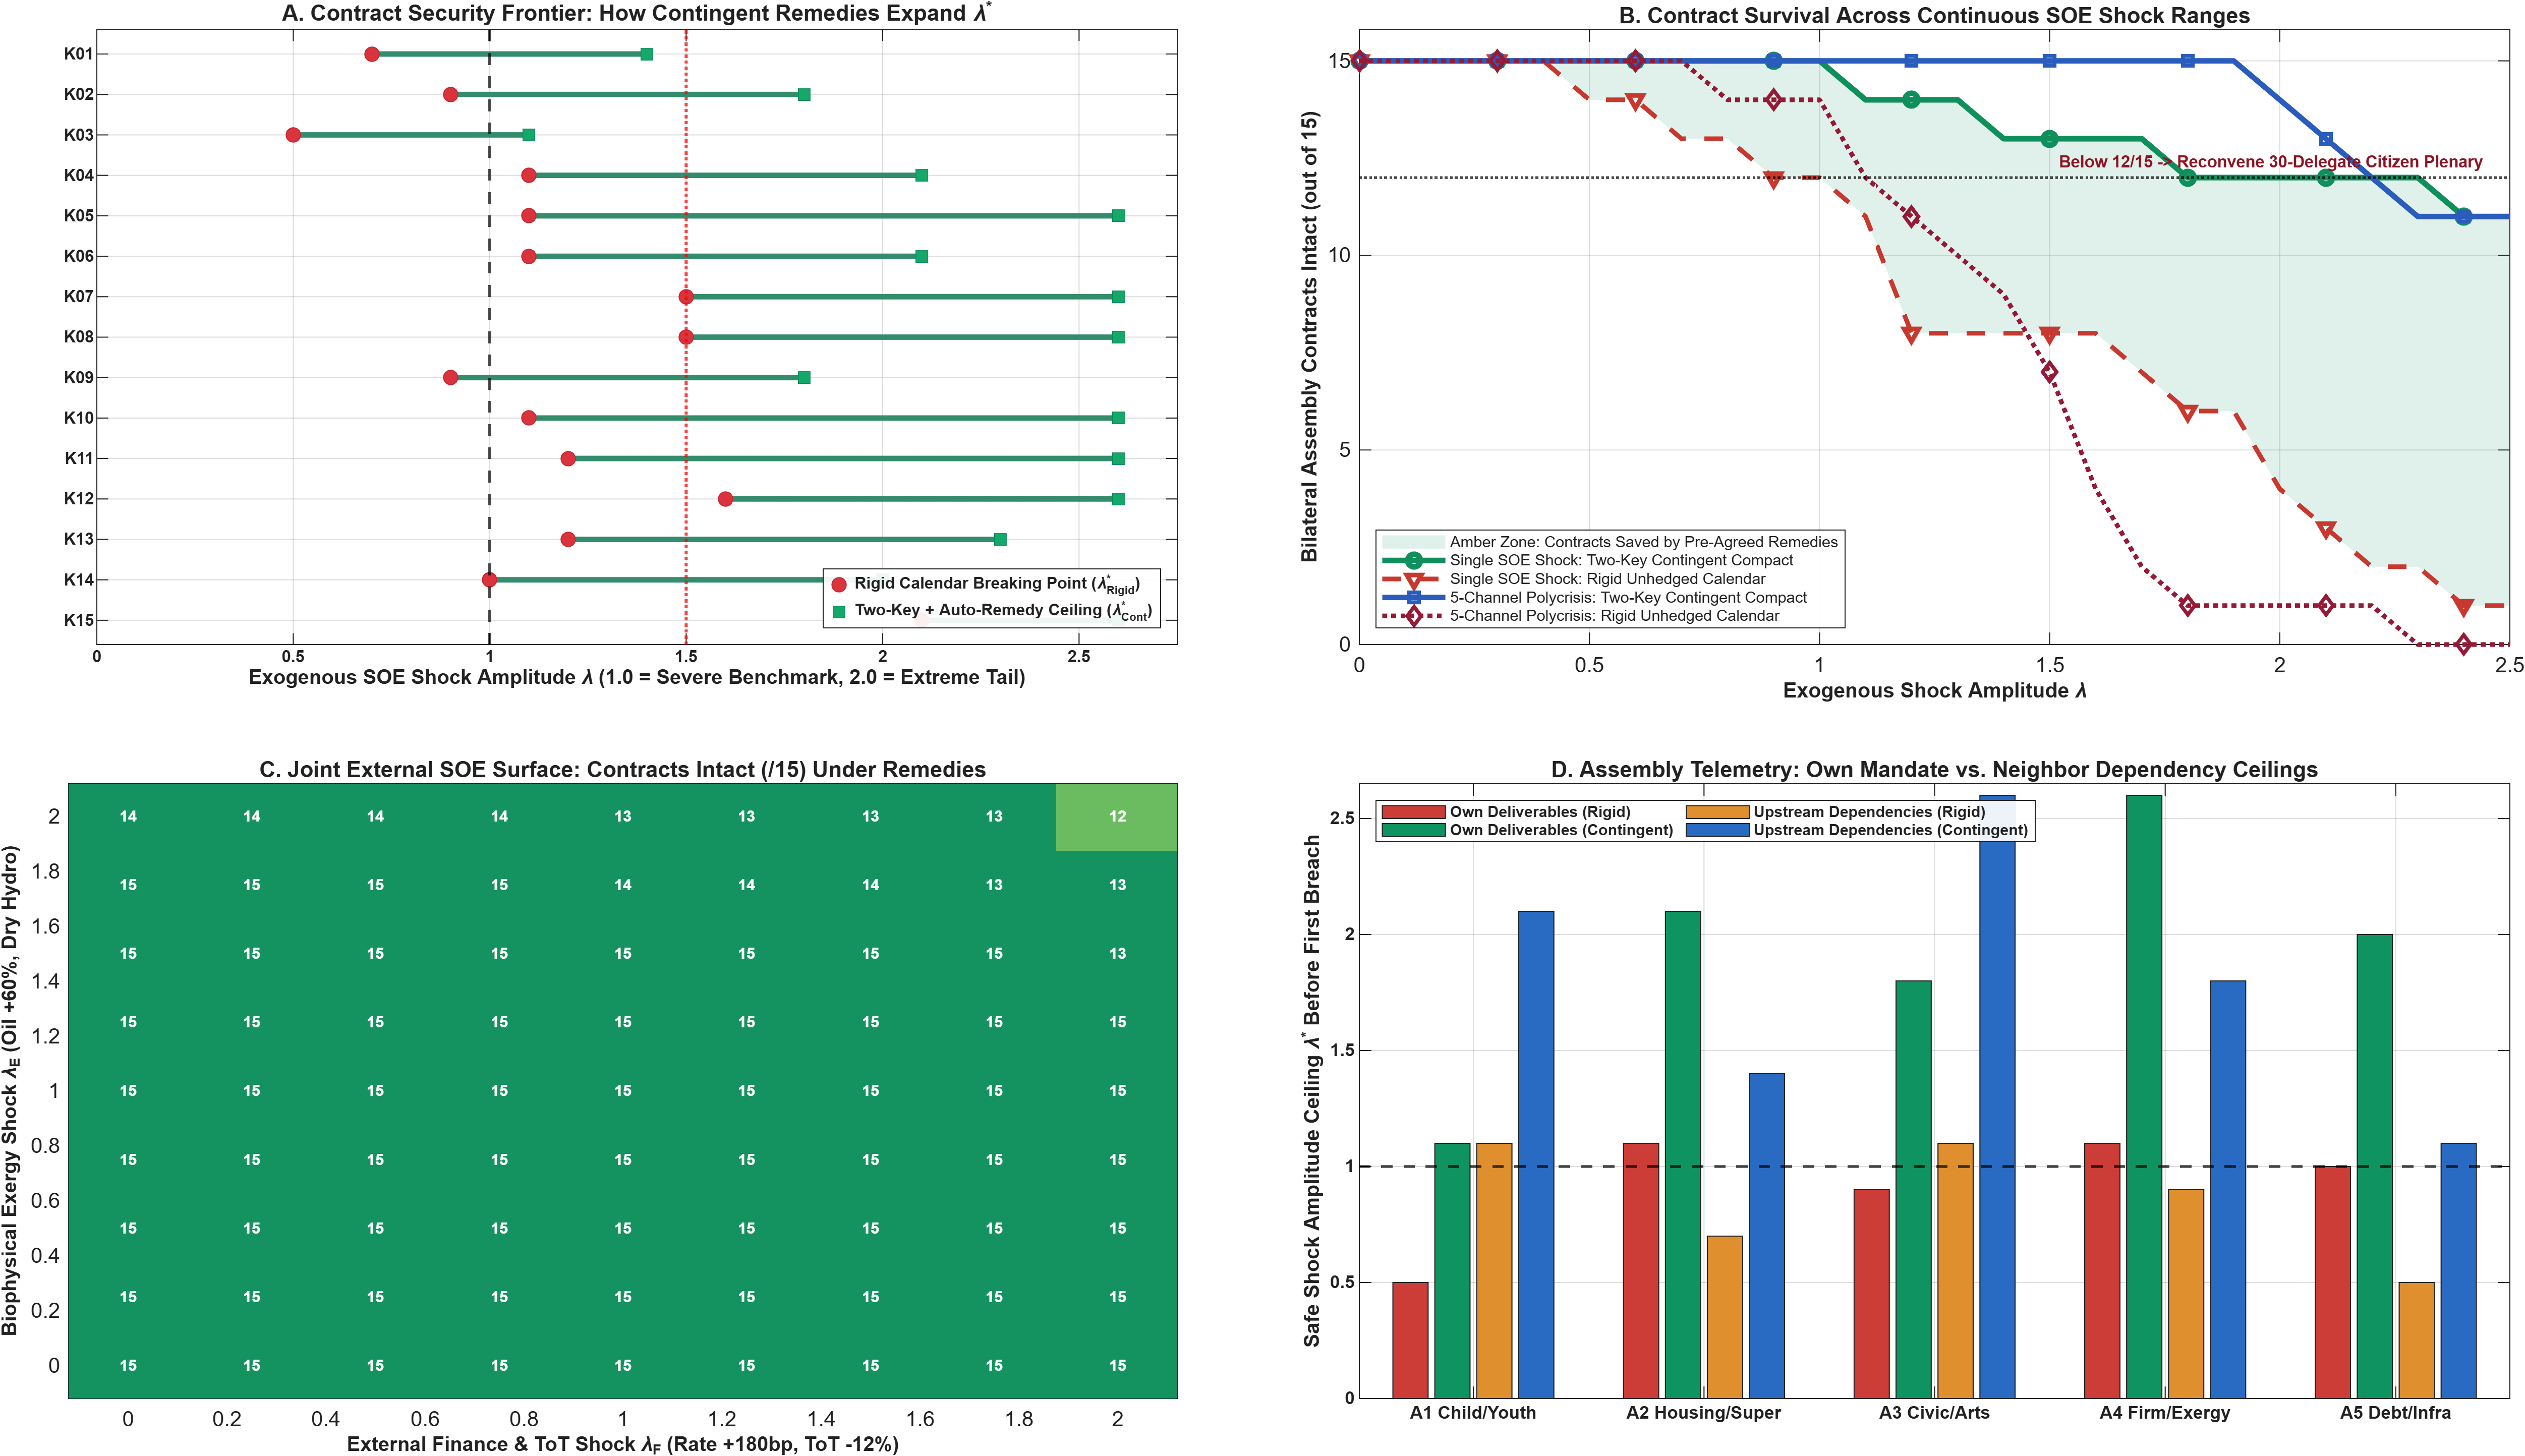 A. Contract Security Frontier: How Contingent Remedies Expand λ*
K01
K02
K03
K04
K05
K06
K07
K08
K09
K10
K11
K12
K13
K14
K15
Rigid Calendar Breaking Point (λ*Rigid)
Two-Key + Auto-Remedy Ceiling (λ*Cont)
0 0.5 1 1.5 2 2.5
Exogenous SOE Shock Amplitude λ (1.0 = Severe Benchmark, 2.0 = Extreme Tail)
B. Contract Survival Across Continuous SOE Shock Ranges
Bilateral Assembly Contracts Intact (out of 15)
15
10
5
0
Below 12/15 -> Reconvene 30-Delegate Citizen Plenary
Amber Zone: Contracts Saved by Pre-Agreed Remedies
Single SOE Shock: Two-Key Contingent Compact
Single SOE Shock: Rigid Unhedged Calendar
5-Channel Polycrisis: Two-Key Contingent Compact
5-Channel Polycrisis: Rigid Unhedged Calendar
0 0.5 1 1.5 2 2.5
Exogenous Shock Amplitude λ
C. Joint External SOE Surface: Contracts Intact (/15) Under Remedies
Biophysical Exergy Shock λE (Oil +60%, Dry Hydro)
2
1.8
1.6
1.4
1.2
1
0.8
0.6
0.4
0.2
0
14 14 14 14 13 13 13 13 12
15 15 15 15 14 14 14 13 13
15 15 15 15 15 15 15 15 13
15 15 15 15 15 15 15 15 15
15 15 15 15 15 15 15 15 15
15 15 15 15 15 15 15 15 15
15 15 15 15 15 15 15 15 15
15 15 15 15 15 15 15 15 15
15 15 15 15 15 15 15 15 15
0 0.2 0.4 0.6 0.8 1 1.2 1.4 1.6 1.8 2
External Finance & ToT Shock λF (Rate +180bp, ToT -12%)
D. Assembly Telemetry: Own Mandate vs. Neighbor Dependency Ceilings
Safe Shock Amplitude Ceiling λ* Before First Breach
2.5
2
1.5
1
0.5
0
Own Deliverables (Rigid)
Own Deliverables (Contingent)
Upstream Dependencies (Rigid)
Upstream Dependencies (Contingent)
A1 Child/Youth A2 Housing/Super A3 Civic/Arts A4 Firm/Exergy A5 Debt/Infra